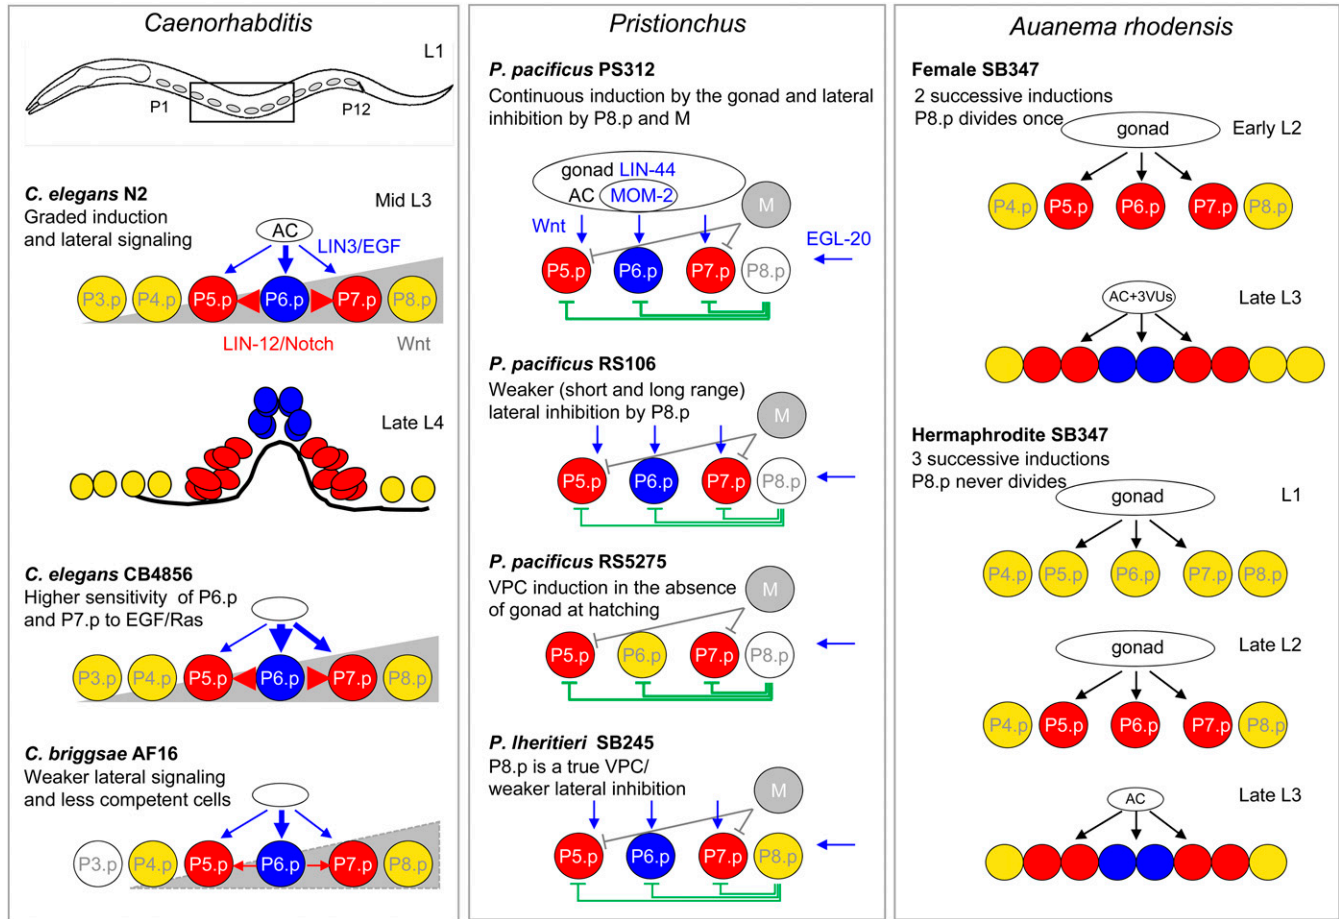 Caenorhabditis
L1
P1
P12
C. elegans N2
Mid L3
Graded induction
and lateral signaling
AC
LIN3/EGF
P3.p P4.p P5.p P6.p P7.p P8.p
LIN-12/Notch
Wnt
Late L4
C. elegans CB4856
Higher sensitivity of P6.p
and P7.p to EGF/Ras
P3.p P4.p P5.p P6.p P7.p P8.p
C. briggsae AF16
Weaker lateral signaling
and less competent cells
P3.p P4.p P5.p P6.p P7.p P8.p
Pristionchus
P. pacificus PS312
Continuous induction by the gonad and lateral
inhibition by P8.p and M
gonad LIN-44
AC MOM-2
M
Wnt
EGL-20
P5.p P6.p P7.p P8.p
P. pacificus RS106
Weaker (short and long range)
lateral inhibition by P8.p
M
P5.p P6.p P7.p P8.p
P. pacificus RS5275
VPC induction in the absence
of gonad at hatching
M
P5.p P6.p P7.p P8.p
P. lheritieri SB245
P8.p is a true VPC/
weaker lateral inhibition
M
P5.p P6.p P7.p P8.p
Auanema rhodensis
Female SB347
2 successive inductions
P8.p divides once
gonad
Early L2
P4.p P5.p P6.p P7.p P8.p
AC+3VUs
Late L3
Hermaphrodite SB347
3 successive inductions
P8.p never divides
gonad
L1
P4.p P5.p P6.p P7.p P8.p
Late L2
gonad
P4.p P5.p P6.p P7.p P8.p
AC
Late L3